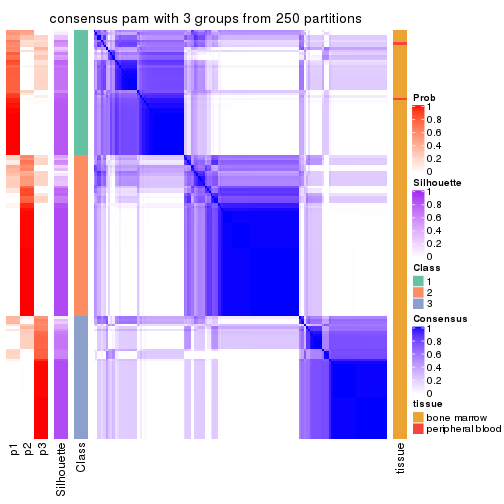 consensus pam with 3 groups from 250 partitions
Prob
1
0.8
0.6
0.4
0.2
0
Silhouette
1
0.8
0.6
0.4
0.2
0
Class
1
2
3
Consensus
1
0.8
0.6
0.4
0.2
0
tissue
bone marrow
peripheral blood
p1
p2
p3
Silhouette
Class
tissue